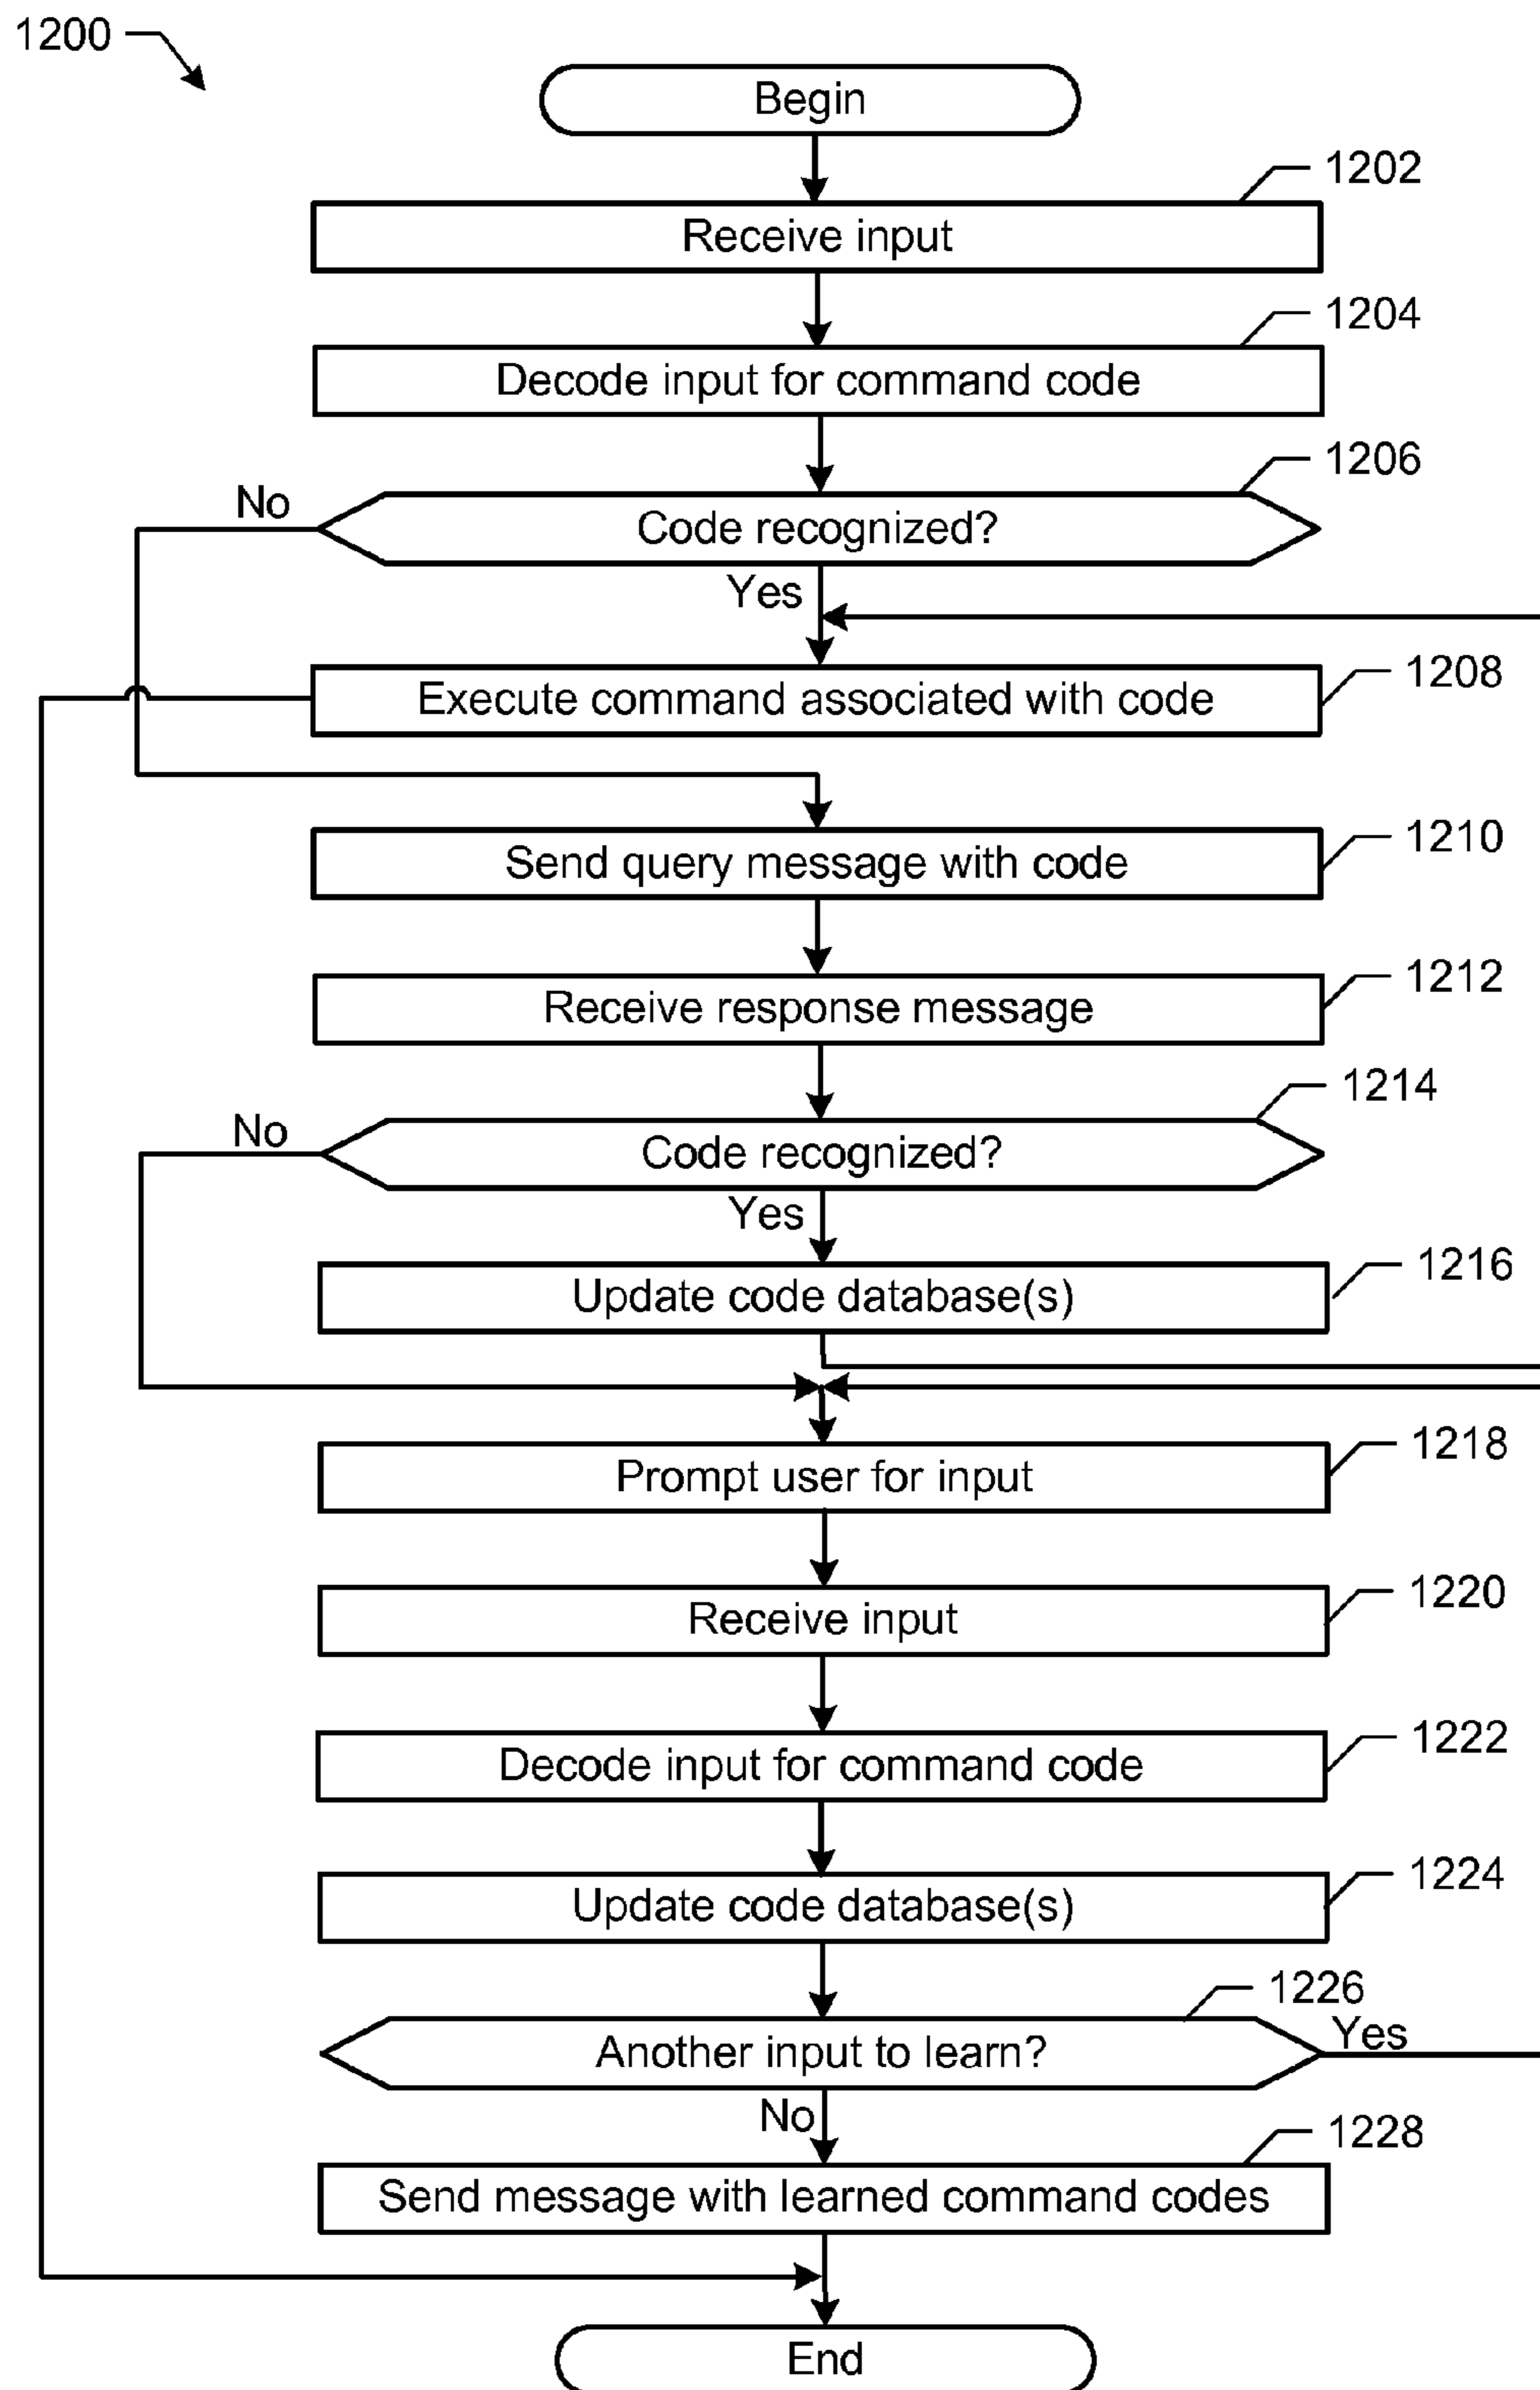 1200
Begin
1202
Receive input
1204
Decode input for command code
1206
No
Code recognized?
Yes
1208
Execute command associated with code
1210
Send query message with code
1212
Receive response message
1214
No
Code recognized?
Yes
1216
Update code database(s)
1218
Prompt user for input
1220
Receive input
1222
Decode input for command code
1224
Update code database(s)
1226
Yes
Another input to learn?
No
1228
Send message with learned command codes
End